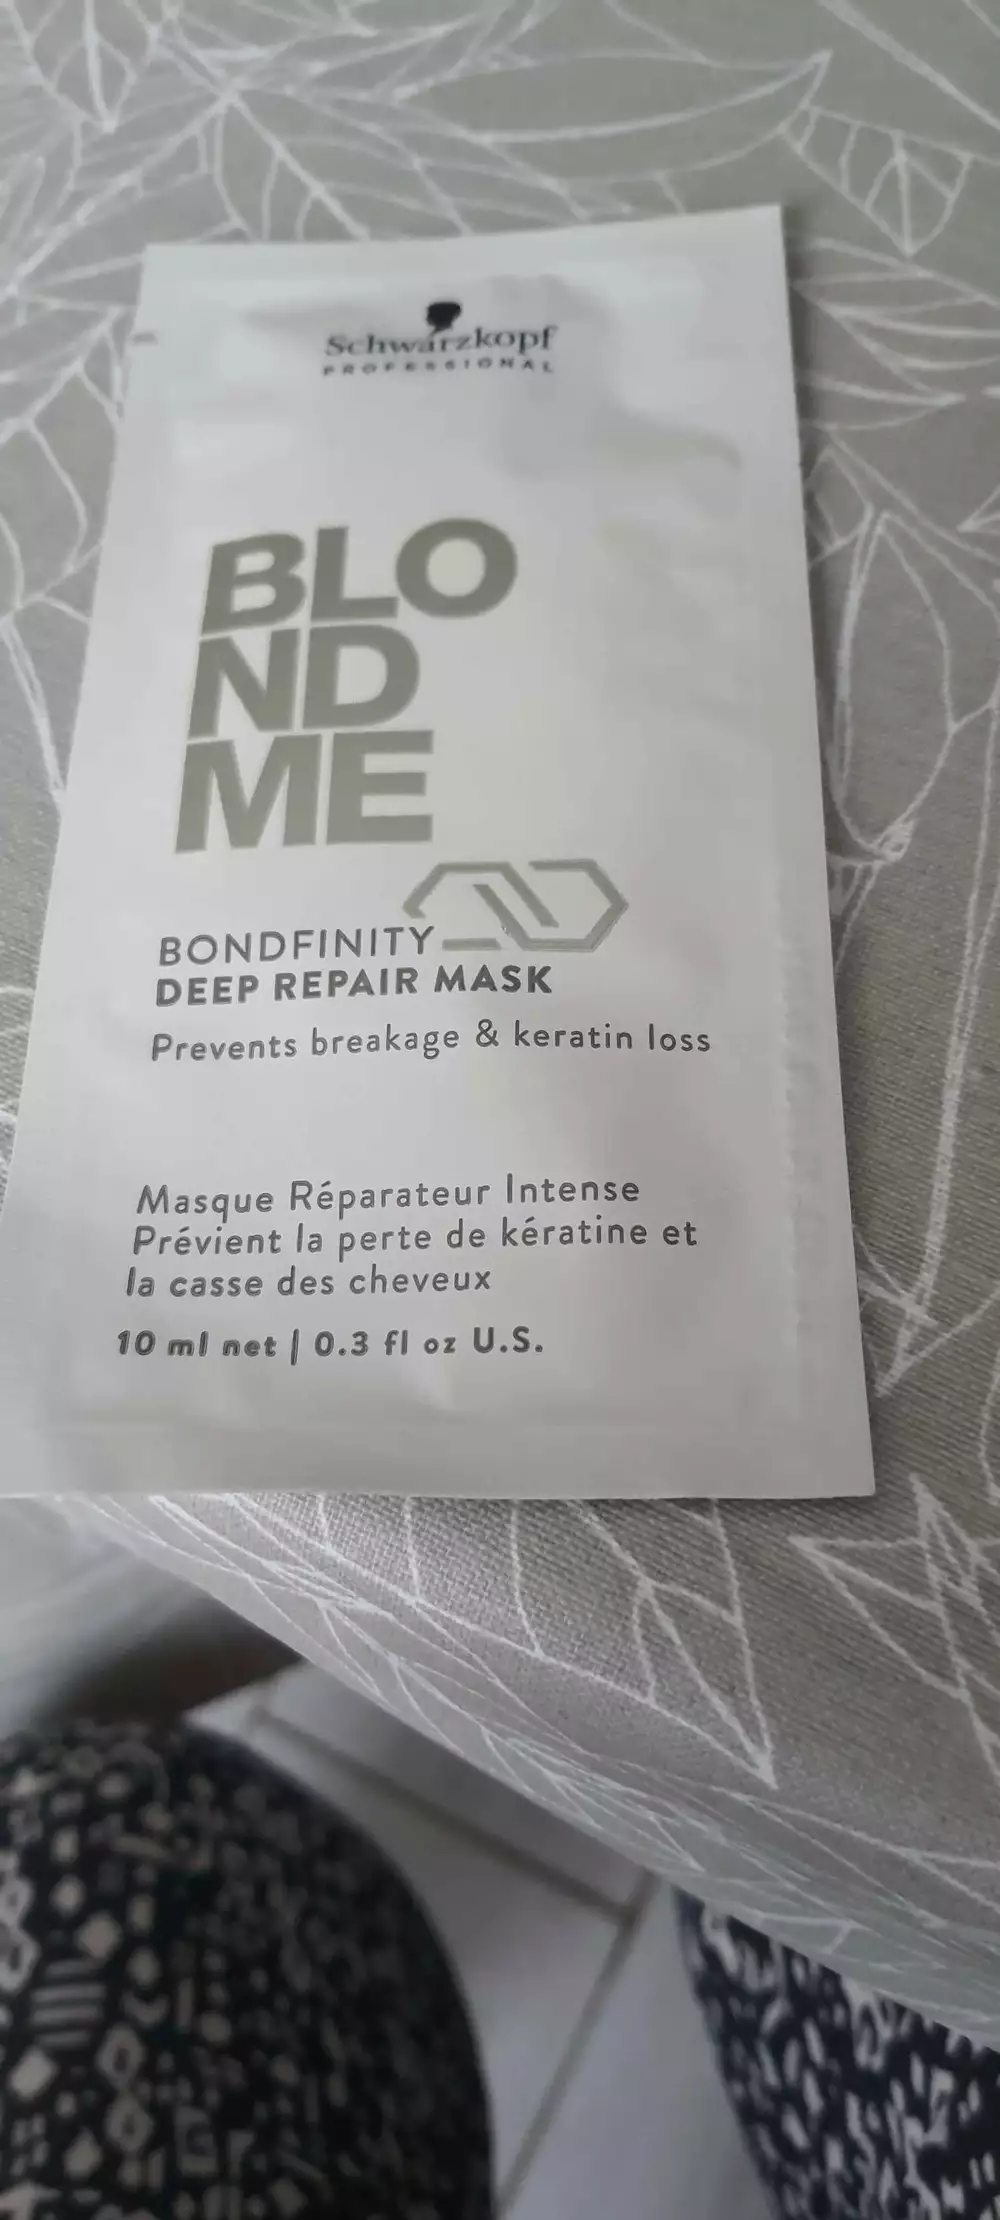 Schwarzkopf
PROFESSIONAL
BLO
ND
ME
BONDFINITY
DEEP REPAIR MASK
Prevents breakage & keratin loss
Masque Réparateur Intense
Prévient la perte de kératine et
la casse des cheveux
10 ml net | 0.3 fl oz U.S.